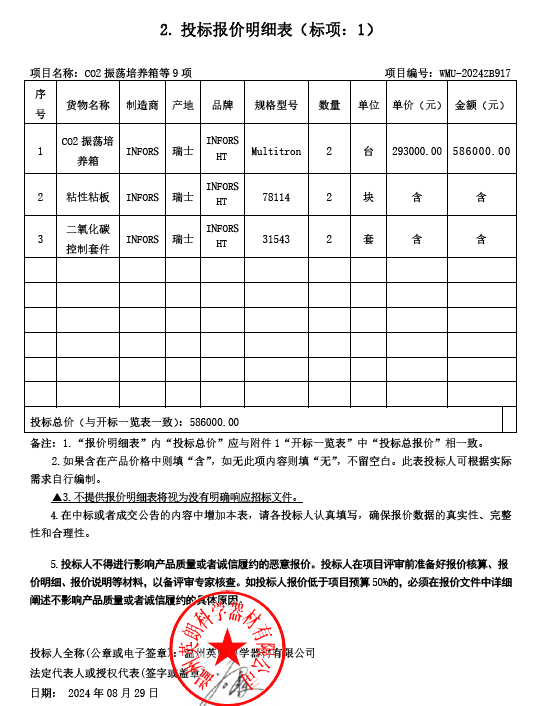 2. 投标报价明细表（标项：1）
项目名称：CO2 振荡培养箱等 9 项 项目编号：WMU-2024ZB917
序号 货物名称 制造商 产地 品牌 规格型号 数量 单位 单价（元） 金额（元）
1 CO2 振荡培养箱 INFORS 瑞士 INFORS HT Multitron 2 台 293000.00 586000.00
2 粘性粘板 INFORS 瑞士 INFORS HT 78114 2 块 含 含
3 二氧化碳控制套件 INFORS 瑞士 INFORS HT 31543 2 套 含 含
投标总价（与开标一览表一致）：586000.00
备注：1.“报价明细表”内“投标总价”应与附件 1“开标一览表”中“投标总报价”相一致。
2.如果含在产品价格中则填“含”，如无此项内容则填“无”，不留空白。此表投标人可根据实际
需求自行编制。
▲3.不提供报价明细表将视为没有明确响应招标文件。
4.在中标或者成交公告的内容中增加本表，请各投标人认真填写，确保报价数据的真实性、完整
性和合理性。
5.投标人不得进行影响产品质量或者诚信履约的恶意报价。投标人在项目评审前准备好报价核算、报
价明细、报价说明等材料，以备评审专家核查。如投标人报价低于项目预算 50%的，必须在报价文件中详细
阐述不影响产品质量或者诚信履约的具体原因。
投标人全称(公章或电子签章)：温州英朗科学器材有限公司
法定代表人或授权代表(签字或盖章
日期： 2024 年 08 月 29 日
温州英朗科学器材有限公司